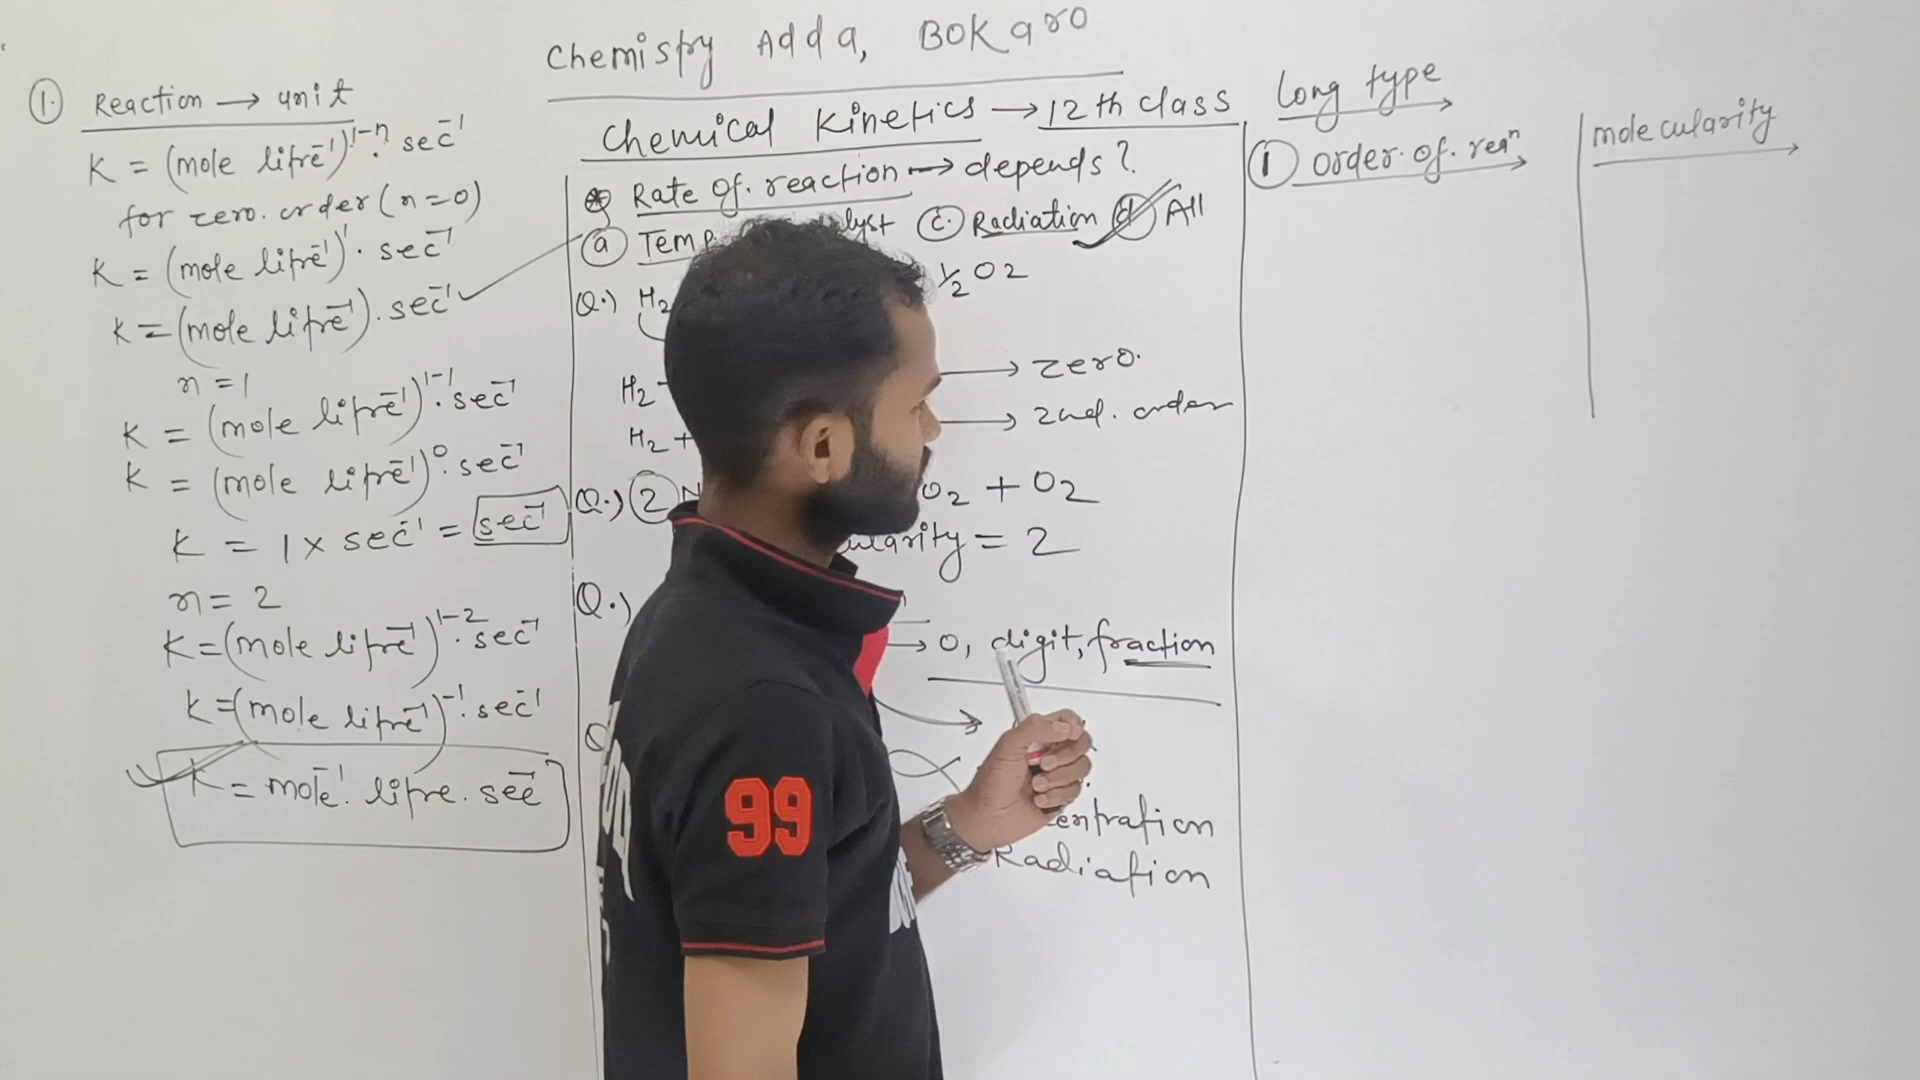 Chemistry Adda, BOKaro
① Reaction → unit
K = (mole litre⁻¹)¹⁻ⁿ. sec⁻¹
for zero. order (n=0)
K = (mole litre⁻¹)¹. sec⁻¹
K = (mole litre⁻¹). sec⁻¹
n = 1
K = (mole litre⁻¹)¹⁻¹. sec⁻¹
K = (mole litre⁻¹)⁰. sec⁻¹
K = 1 x sec⁻¹ = sec⁻¹
n = 2
K = (mole litre⁻¹)¹⁻². sec⁻¹
K = (mole litre⁻¹)⁻¹. sec⁻¹
K = mole⁻¹. litre. sec⁻¹
Chemical Kinetics → 12th class
Rate of. reaction → depends?
ⓐ Temp ⓒ Radiation ⓓ All
Q.) H2 ½O2
H2 → zero.
H2 + → 2nd. order
Q.) 2 O2 + O2
= 2
Q.)
→ 0, digit, fraction
Radiation
Long type
① order. of. reaⁿ
molecularity
99